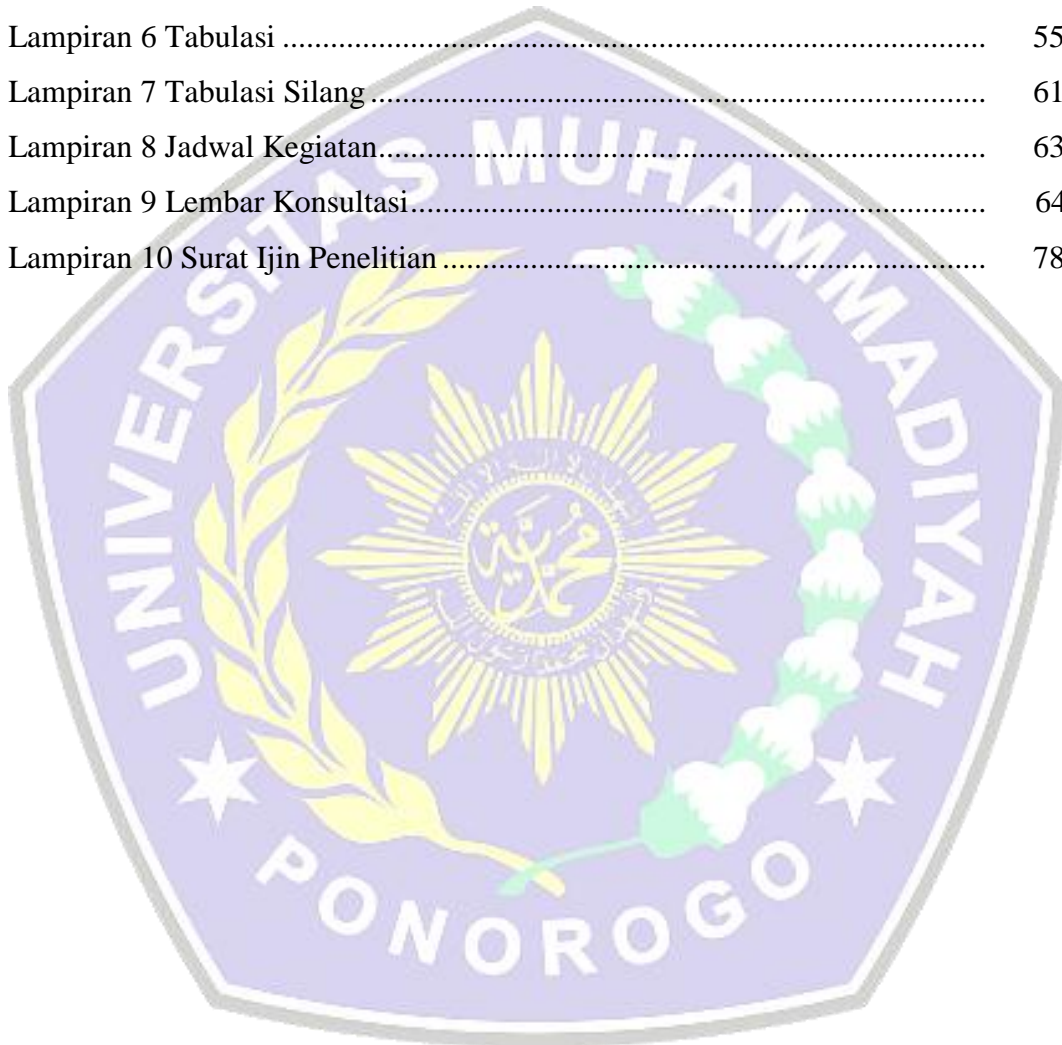 Lampiran 6 Tabulasi ........................................................................................ 55
Lampiran 7 Tabulasi Silang ............................................................................. 61
Lampiran 8 Jadwal Kegiatan............................................................................ 63
Lampiran 9 Lembar Konsultasi........................................................................ 64
Lampiran 10 Surat Ijin Penelitian .................................................................... 78
UNIVERSITAS MUHAMMADIYAH
PONOROGO